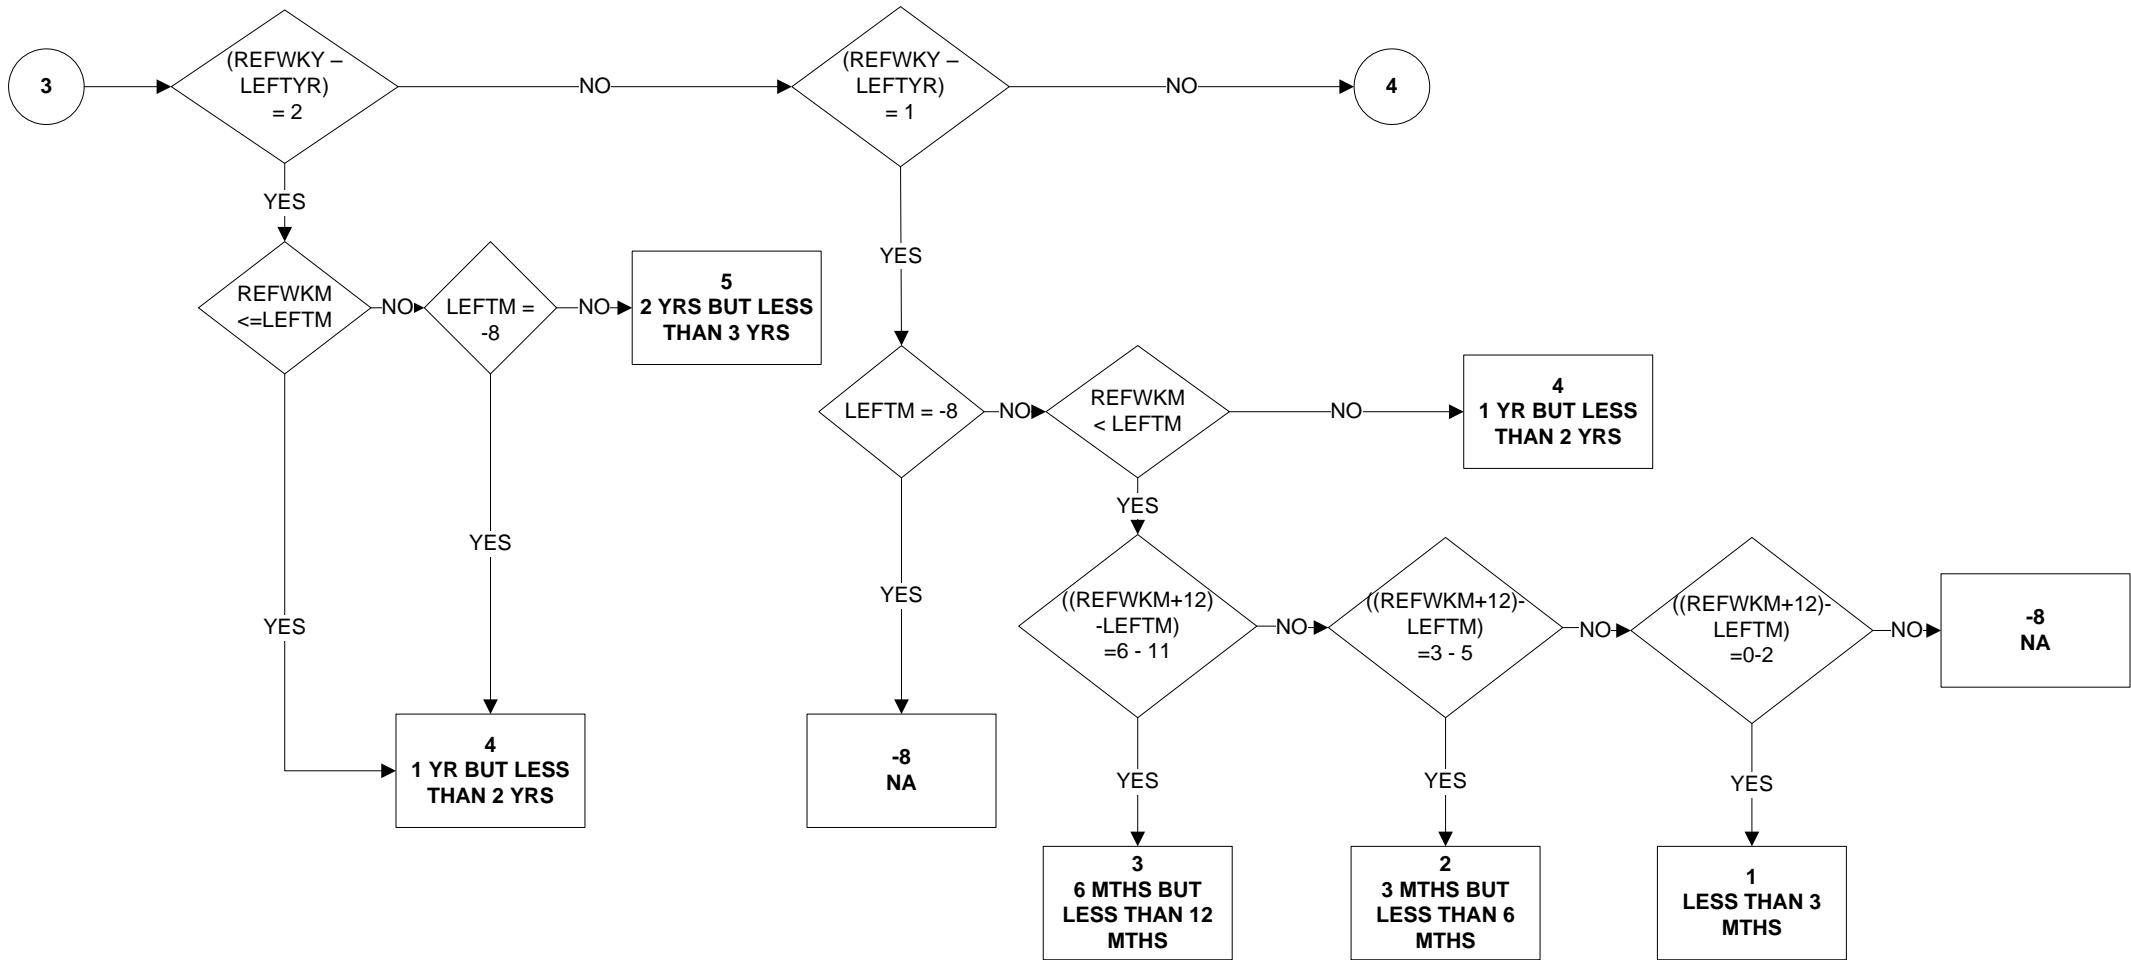 3
(REFWKY –
LEFTYR)
= 2
NO
(REFWKY –
LEFTYR)
= 1
NO
4
YES
YES
REFWKM
<=LEFTM
NO
LEFTM =
-8
NO
5
2 YRS BUT LESS
THAN 3 YRS
LEFTM = -8
NO
REFWKM
< LEFTM
NO
4
1 YR BUT LESS
THAN 2 YRS
YES
YES
YES
YES
((REFWKM+12)
-LEFTM)
=6 - 11
NO
((REFWKM+12)-
LEFTM)
=3 - 5
NO
((REFWKM+12)-
LEFTM)
=0-2
NO
-8
NA
4
1 YR BUT LESS
THAN 2 YRS
-8
NA
YES
YES
YES
3
6 MTHS BUT
LESS THAN 12
MTHS
2
3 MTHS BUT
LESS THAN 6
MTHS
1
LESS THAN 3
MTHS